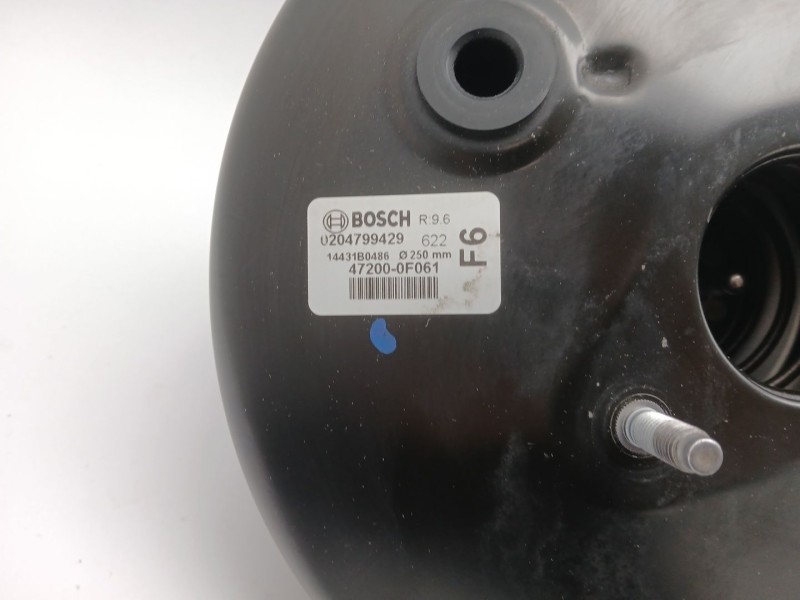 BOSCH R:9.6
0204799429 622
14431B0486 Ø 250 mm
47200-0F061
F6